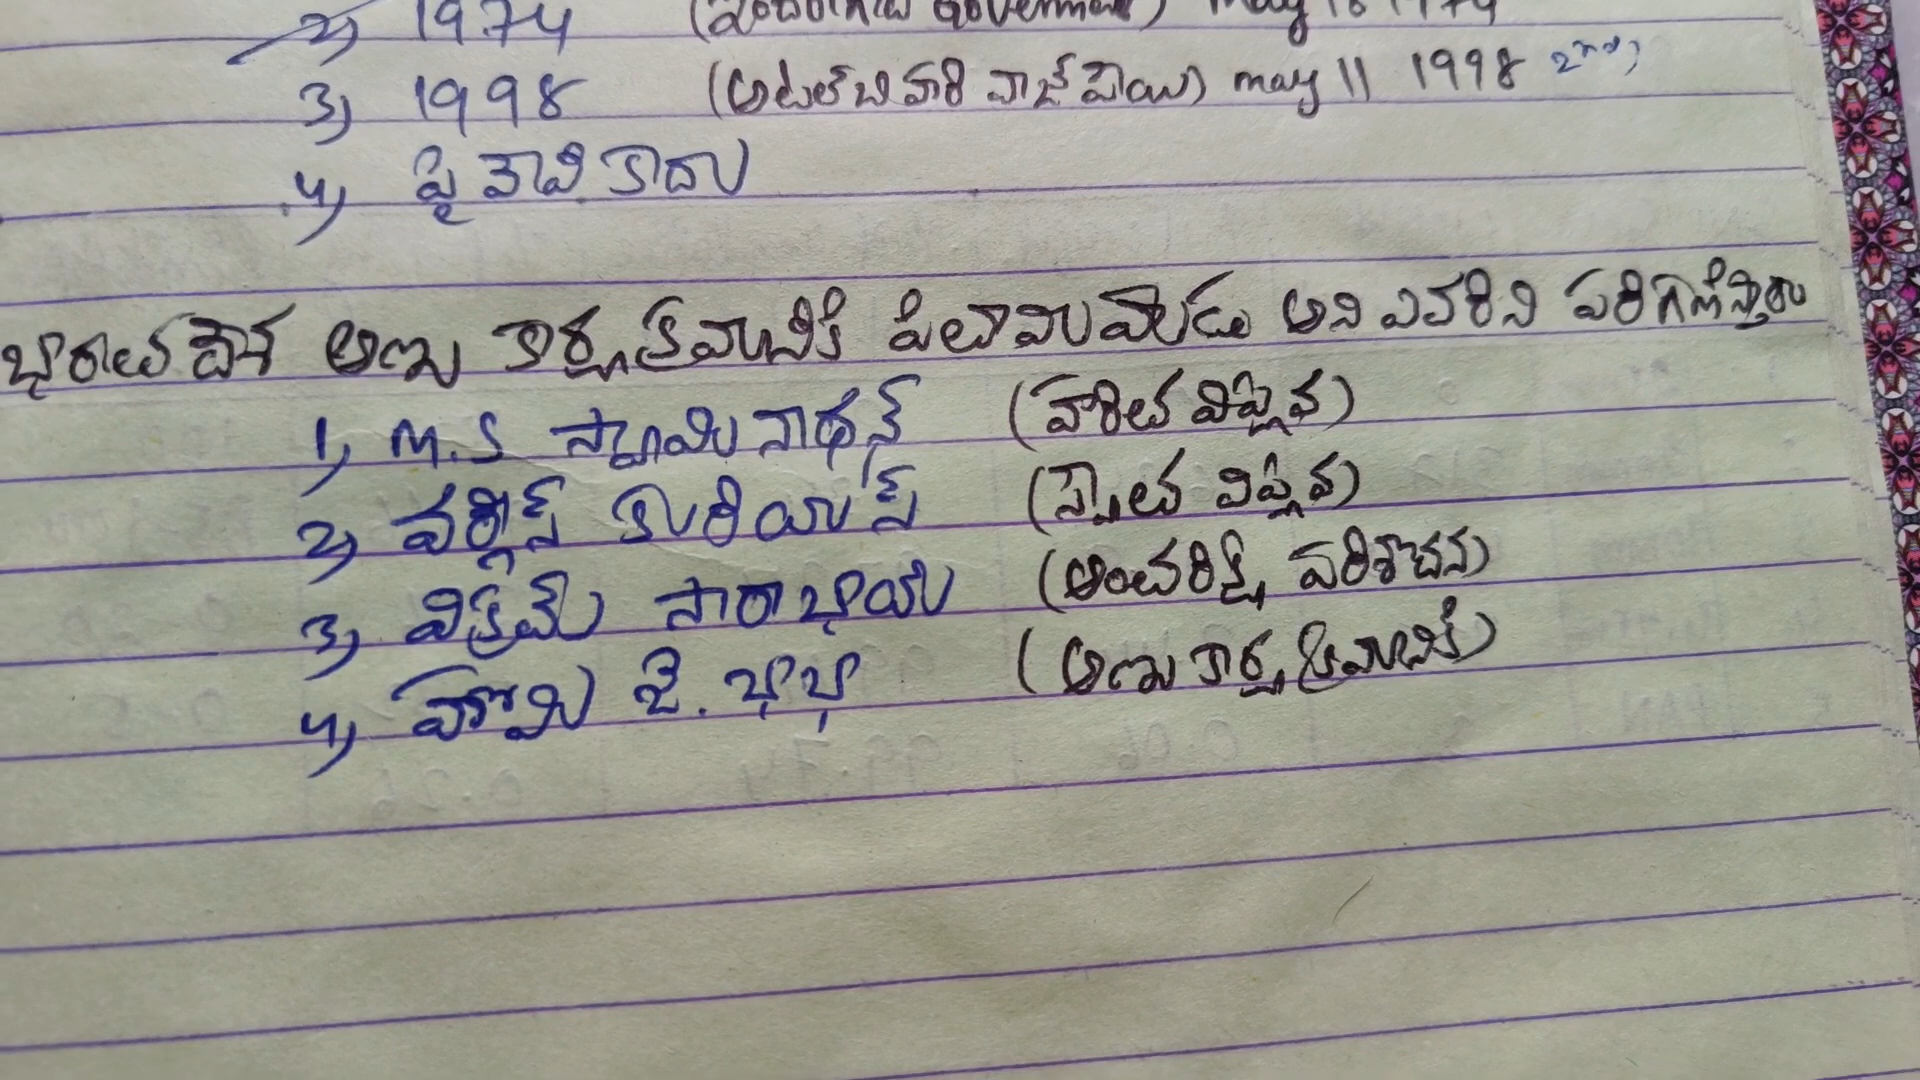 2) 1974 (ఇందిరాగాంధీ Government) may 18 1974
3) 1998 (అటల్ బిహారి వాజ్ పేయి) may 11 1998 2nd
4) పై వేవి కాదు
భారత దేశ అణు కార్యక్రమానికి పితామహుడు అని ఎవరిని పరిగణిస్తారు
1) M.S స్వామి నాథన్ (హరిత విప్లవ)
2) వర్గీస్ కురియన్ (స్వేత విప్లవ)
3) విక్రమ్ సారాభాయి (అంతరిక్ష పరిశోదన)
4) హోమి జె. భాభా (అణు కార్యక్రమానికి)